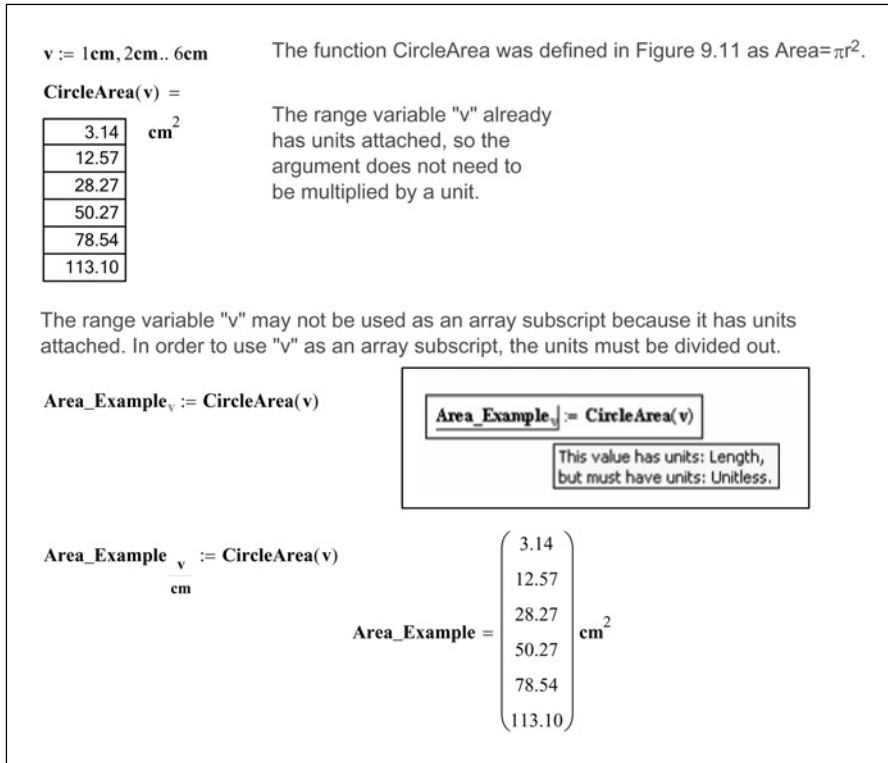 v := 1cm, 2cm.. 6cm
The function CircleArea was defined in Figure 9.11 as Area=πr².
CircleArea(v) =
3.14 cm²
12.57
28.27
50.27
78.54
113.10
The range variable "v" already
has units attached, so the
argument does not need to
be multiplied by a unit.
The range variable "v" may not be used as an array subscript because it has units
attached. In order to use "v" as an array subscript, the units must be divided out.
Area_Exampleᵥ := CircleArea(v)
Area_Exampleᵥ := CircleArea(v)
This value has units: Length,
but must have units: Unitless.
Area_Example v/cm := CircleArea(v)
Area_Example =
3.14
12.57
28.27
50.27
78.54
113.10
cm²